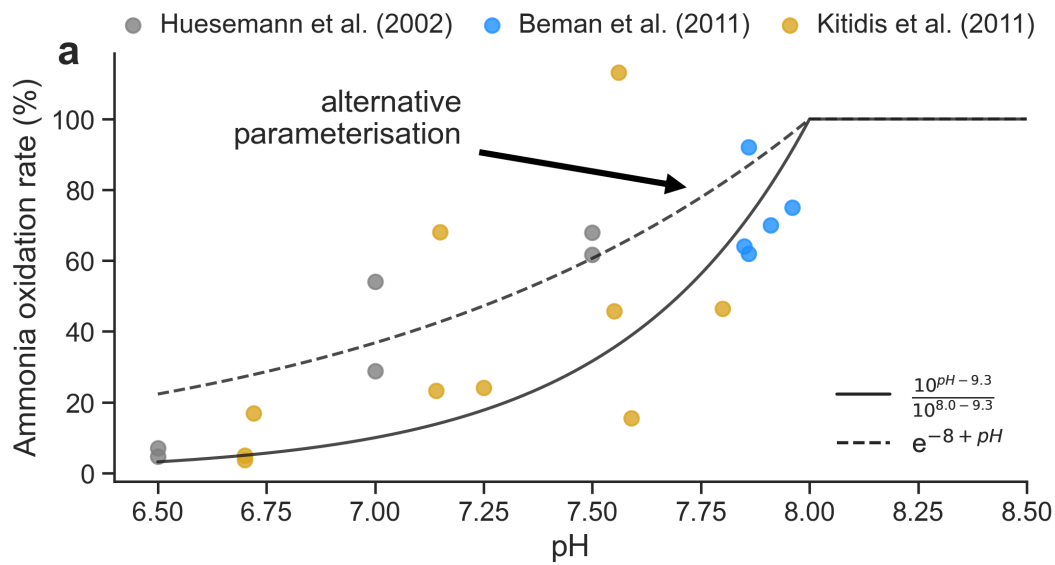 Huesemann et al. (2002) Beman et al. (2011) Kitidis et al. (2011)
a
alternative
parameterisation
Ammonia oxidation rate (%)
100
80
60
40
20
0
10^{pH−9.3}
10^{8.0−9.3}
e^{−8 + pH}
6.50 6.75 7.00 7.25 7.50 7.75 8.00 8.25 8.50
pH